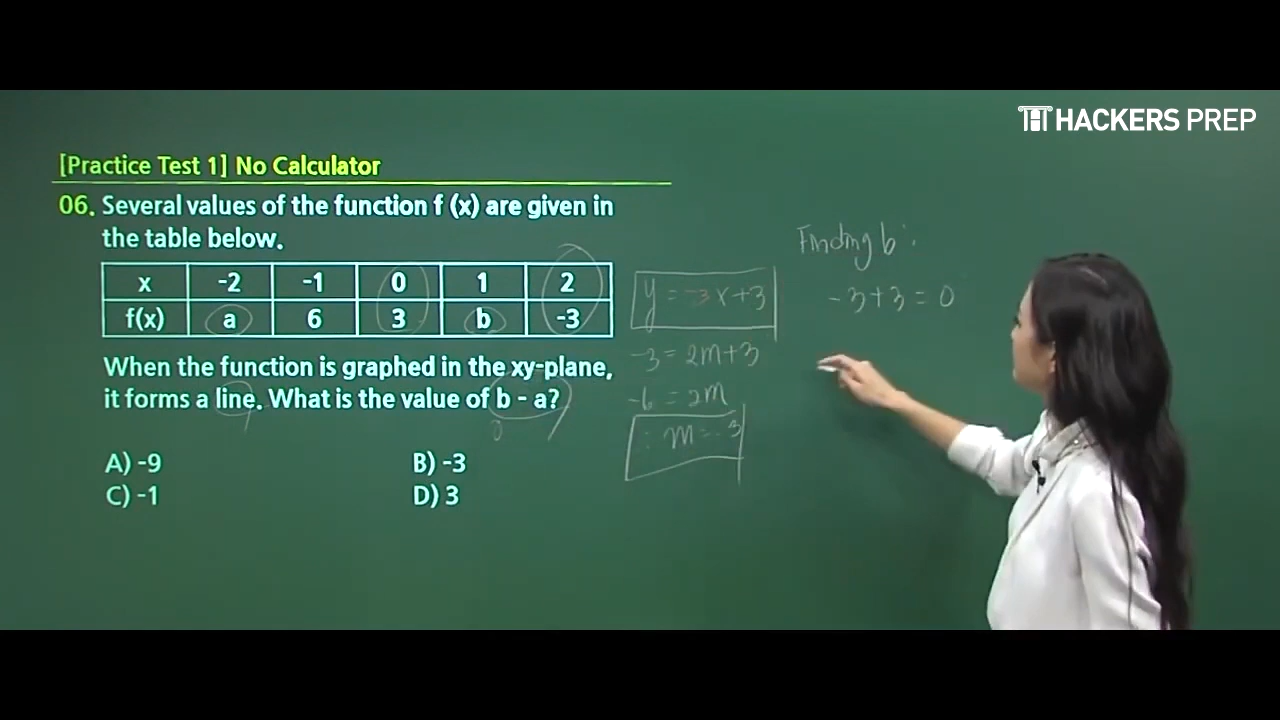 HACKERS PREP
[Practice Test 1] No Calculator
06. Several values of the function f (x) are given in
the table below.
x -2 -1 0 1 2
f(x) a 6 3 b -3
When the function is graphed in the xy-plane,
it forms a line. What is the value of b - a?
A) -9 B) -3
C) -1 D) 3
y = -3x+3
-3 = 2m+3
-6 = 2m
∴ m = -3
Finding b:
-3+3 = 0